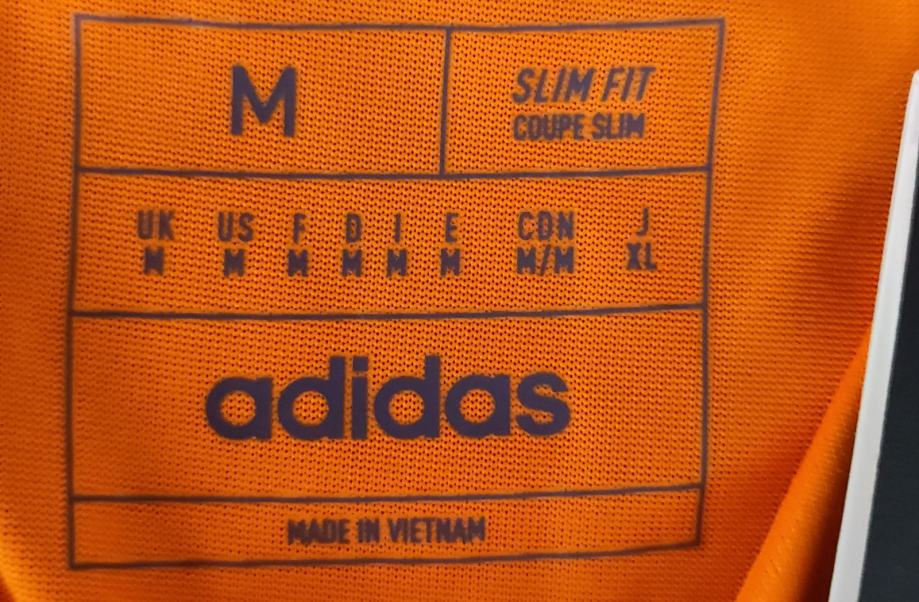 M
SLIM FIT
COUPE SLIM
UK US F D I E CDN J
M M M M M M M/M XL
adidas
MADE IN VIETNAM